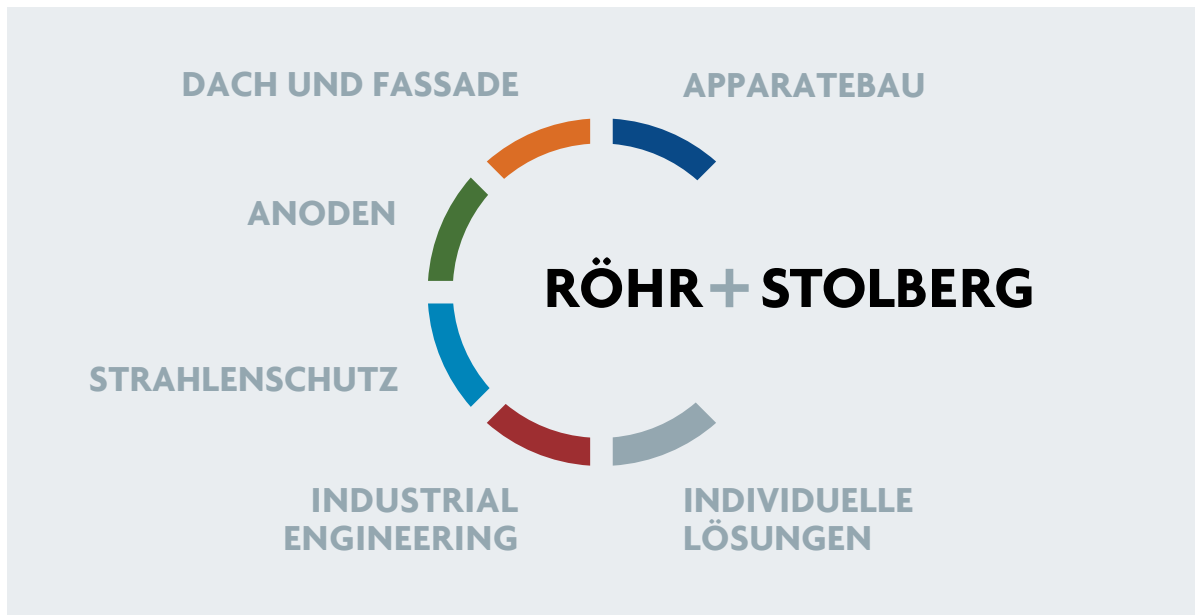 DACH UND FASSADE
APPARATEBAU
ANODEN
RÖHR+STOLBERG
STRAHLENSCHUTZ
INDUSTRIAL
ENGINEERING
INDIVIDUELLE
LÖSUNGEN